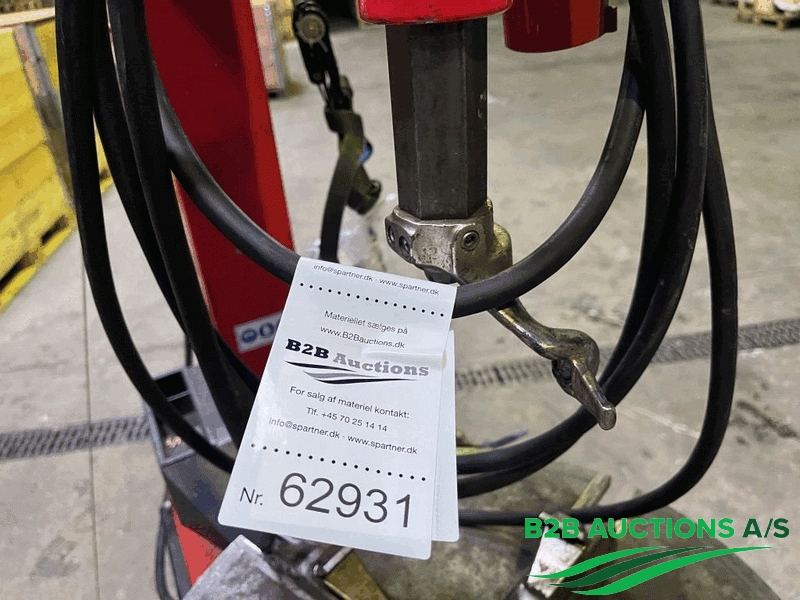 info@spartner.dk - www.spartner.dk
Materiellet sælges på
www.B2Bauctions.dk
B2B Auctions
For salg af materiel kontakt:
Tlf. +45 70 25 14 14
info@spartner.dk · www.spartner.dk
Nr. 62931
B2B AUCTIONS A/S